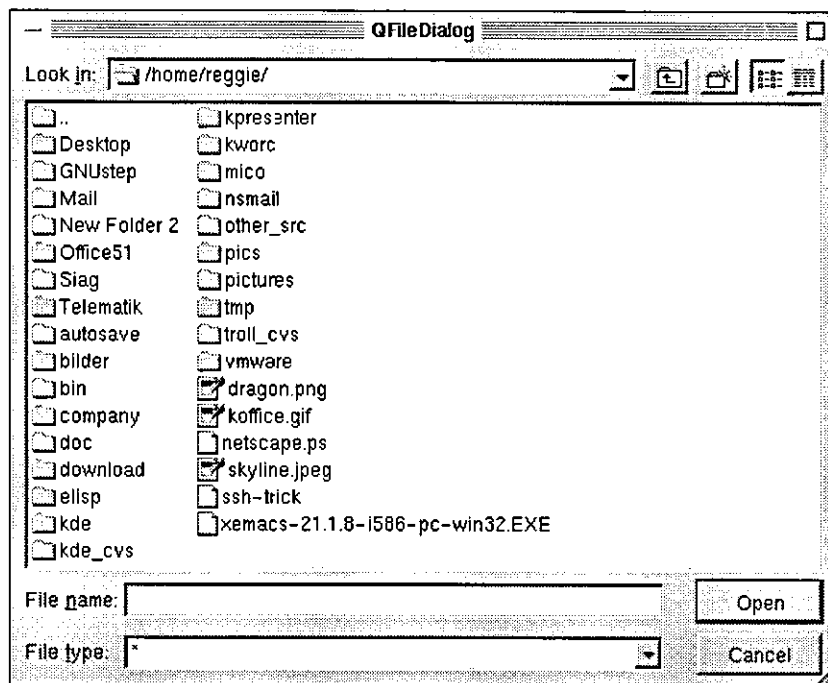 QFileDialog
Look in: /home/reggie/
..
Desktop
GNUstep
Mail
New Folder 2
Office51
Siag
Telematik
autosave
bilder
bin
company
doc
download
elisp
kde
kde_cvs
kpresenter
kworc
mico
nsmail
other_src
pics
pictures
tmp
troll_cvs
vmware
dragon.png
koffice.gif
netscape.ps
skyline.jpeg
ssh-trick
xemacs-21.1.8-i586-pc-win32.EXE
File name:
Open
File type: *
Cancel